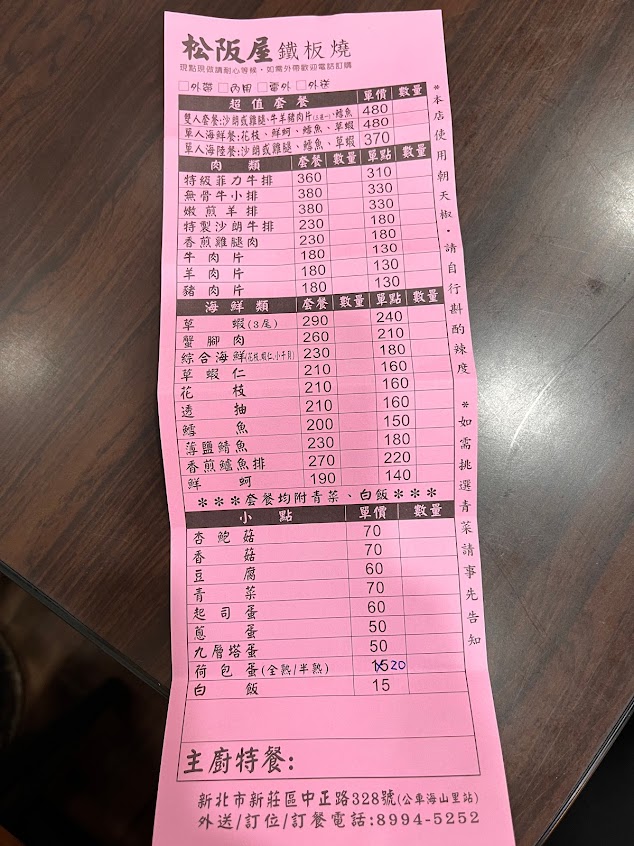 松阪屋 鐵板燒
現點現做請耐心等候,如需外帶歡迎電話訂購
□外帶 □內用 □電外 □外送
超值套餐 單價 數量
雙人套餐:沙朗或雞腿、牛羊豬肉片(三選一)、鱈魚 480
單人海鮮餐:花枝、鮮蚵、鱈魚、草蝦 480
單人海陸餐:沙朗或雞腿、鱈魚、草蝦 370
肉類 套餐 數量 單點 數量
特級菲力牛排 360 310
無骨牛小排 380 330
嫩煎羊排 380 330
特製沙朗牛排 230 180
香煎雞腿肉 230 180
牛肉片 180 130
羊肉片 180 130
豬肉片 180 130
海鮮類 套餐 數量 單點 數量
草蝦(3尾) 290 240
蟹腳肉 260 210
綜合海鮮(花枝,蝦仁,小干貝) 230 180
草蝦仁 210 160
花枝 210 160
透抽 210 160
鱈魚 200 150
薄鹽鯖魚 230 180
香煎鱸魚排 270 220
鮮蚵 190 140
***套餐均附青菜、白飯***
小點 單價 數量
杏鮑菇 70
香菇 70
豆腐 60
青菜 70
起司蛋 60
蔥蛋 50
九層塔蛋 50
荷包蛋(全熟/半熟) 15 20
白飯 15
主廚特餐:
新北市新莊區中正路328號(公車海山里站)
外送/訂位/訂餐電話:8994-5252
*本店使用朝天椒,請自行斟酌辣度
*如需挑選青菜請事先告知